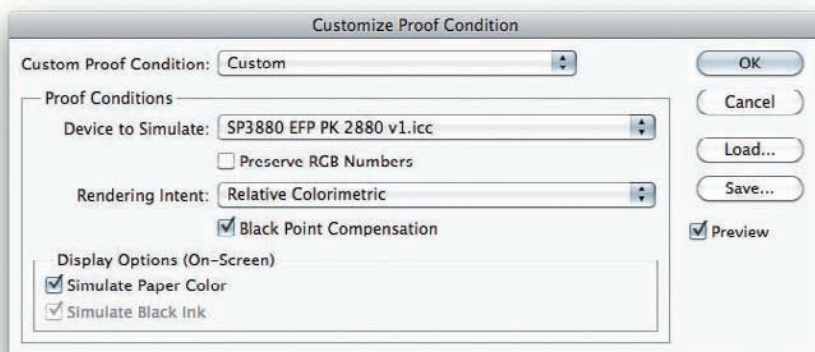 Customize Proof Condition
Custom Proof Condition: Custom
OK
Proof Conditions
Cancel
Device to Simulate: SP3880 EFP PK 2880 v1.icc
Preserve RGB Numbers
Load...
Rendering Intent: Relative Colorimetric
Save...
Black Point Compensation
Preview
Display Options (On-Screen)
Simulate Paper Color
Simulate Black Ink